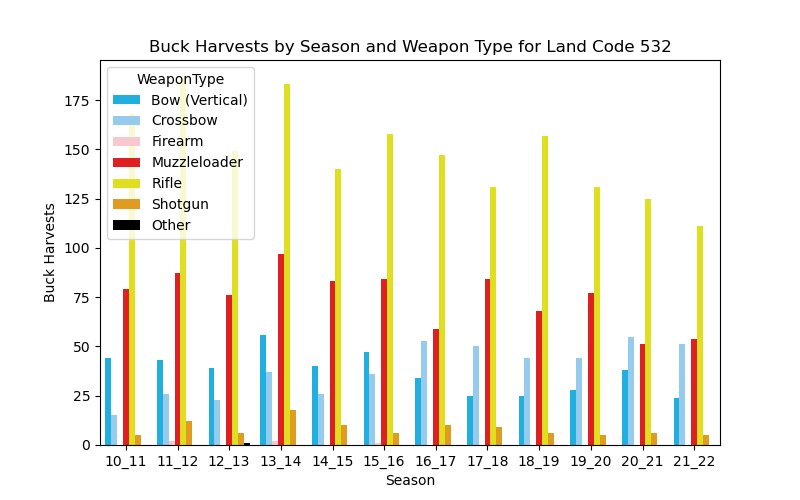 Buck Harvests by Season and Weapon Type for Land Code 532
WeaponType
Bow (Vertical)
Crossbow
Firearm
Muzzleloader
Rifle
Shotgun
Other
175
150
125
100
75
50
25
0
Buck Harvests
10_11 11_12 12_13 13_14 14_15 15_16 16_17 17_18 18_19 19_20 20_21 21_22
Season